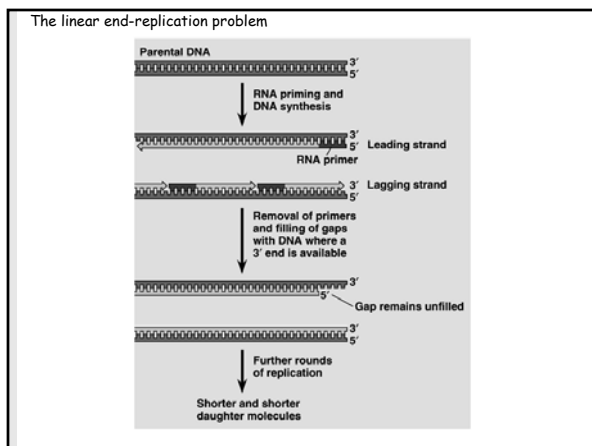 The linear end-replication problem
Parental DNA
3′
5′
RNA priming and
DNA synthesis
3′
5′
Leading strand
RNA primer
3′
5′
Lagging strand
Removal of primers
and filling of gaps
with DNA where a
3′ end is available
3′
5′
Gap remains unfilled
3′
5′
Further rounds
of replication
Shorter and shorter
daughter molecules